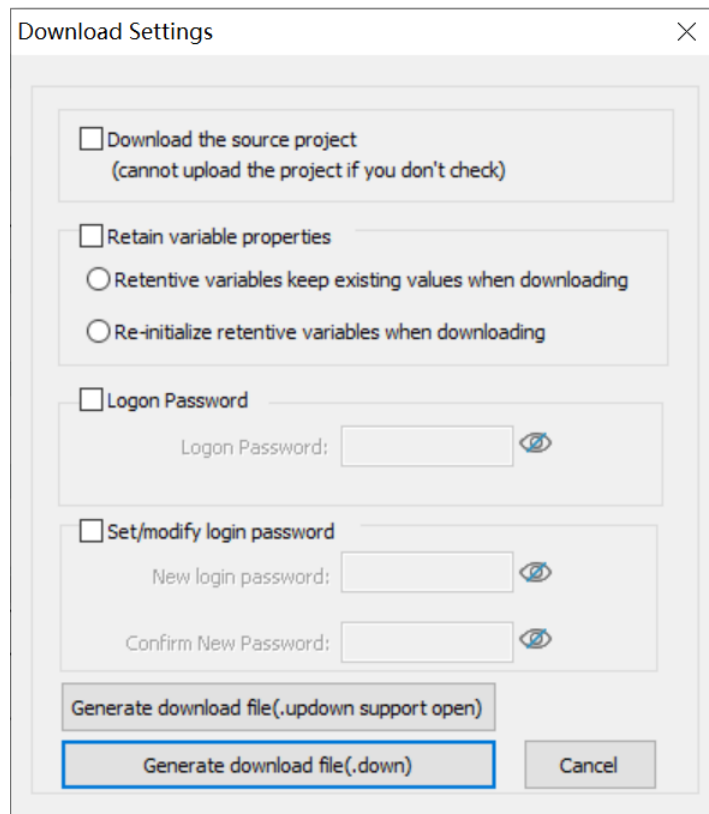 Download Settings
Download the source project
(cannot upload the project if you don't check)
Retain variable properties
Retentive variables keep existing values when downloading
Re-initialize retentive variables when downloading
Logon Password
Logon Password:
Set/modify login password
New login password:
Confirm New Password:
Generate download file(.updown support open)
Generate download file(.down)
Cancel